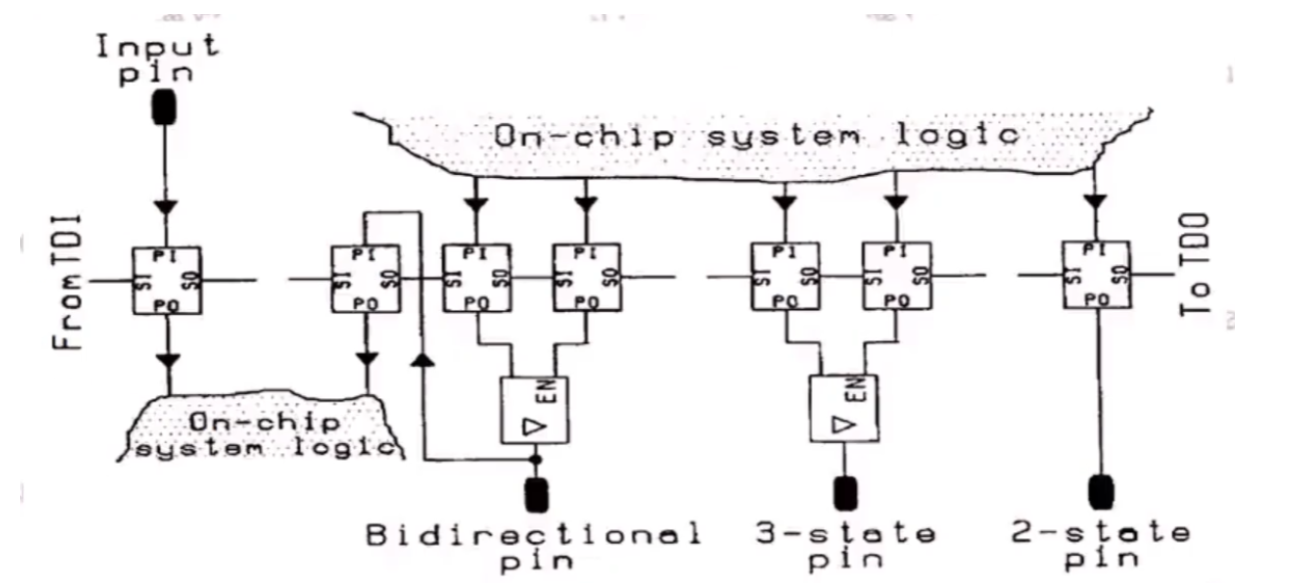 Input
pin
On-chip system logic
From TDI
PI
SI
SO
PO
PI
SI
SO
PO
PI
SI
SO
PO
PI
SI
SO
PO
PI
SI
SO
PO
PI
SI
SO
PO
PI
SI
SO
PO
To TDO
EN
EN
On-chip
system logic
Bidirectional
pin
3-state
pin
2-state
pin